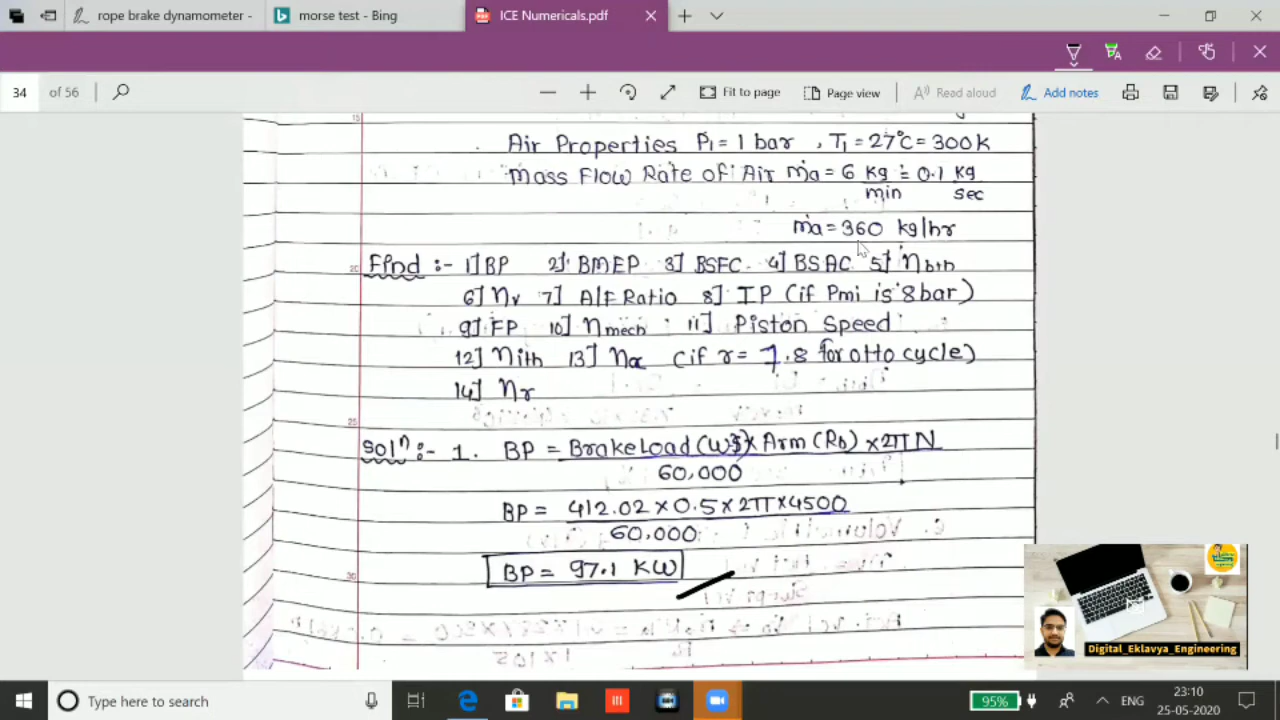 rope brake dynamometer -
morse test - Bing
ICE Numericals.pdf
34 of 56
Fit to page
Page view
Read aloud
Add notes
Air Properties P1 = 1 bar , T1 = 27°C = 300K
Mass Flow Rate of Air ṁa = 6 kg/min = 0.1 kg/sec
ṁa = 360 kg/hr
Find :- 1] BP 2] BMEP 3] BSFC 4] BSAC 5] ηbth
6] ηv 7] A/F Ratio 8] IP (if Pmi is 8bar)
9] FP 10] ηmech 11] Piston Speed
12] ηith 13] ηa (if r = 7.8 for otto cycle)
14] ηr
Solⁿ :- 1. BP = Brake Load (W-S) x Arm (Rb) x 2πN
60,000
BP = 412.02 x 0.5 x 2π x 4500
60,000
BP = 97.1 KW
Digital_Eklavya_Engineering
Type here to search
95%
ENG
23:10
25-05-2020